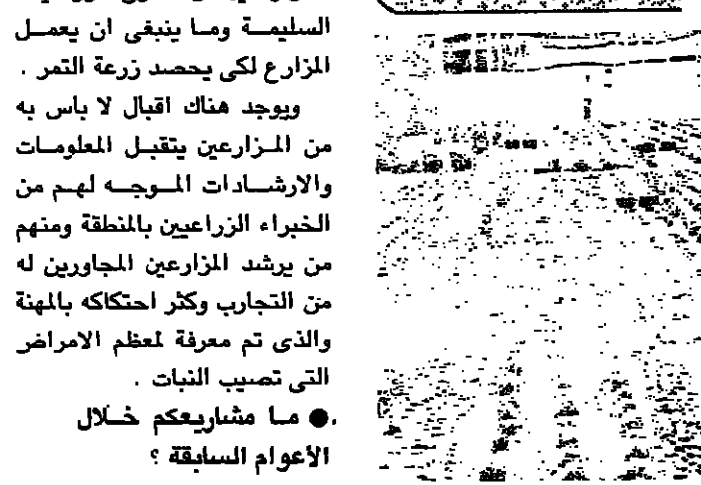 السليمة وما ينبغى ان يعمل
المزارع لكى يحصد زرعة التمر .
ويوجد هناك اقبال لا باس به
من المزارعين يتقبل المعلومات
والارشادات الموجه لهم من
الخبراء الزراعيين بالمنطقة ومنهم
من يرشد المزارعين المجاورين له
من التجارب وكثر احتكاكه بالمهنة
والذى تم معرفة لمعظم الامراض
التى تصيب النبات .
● ما مشاريعكم خلال
الأعوام السابقة ؟